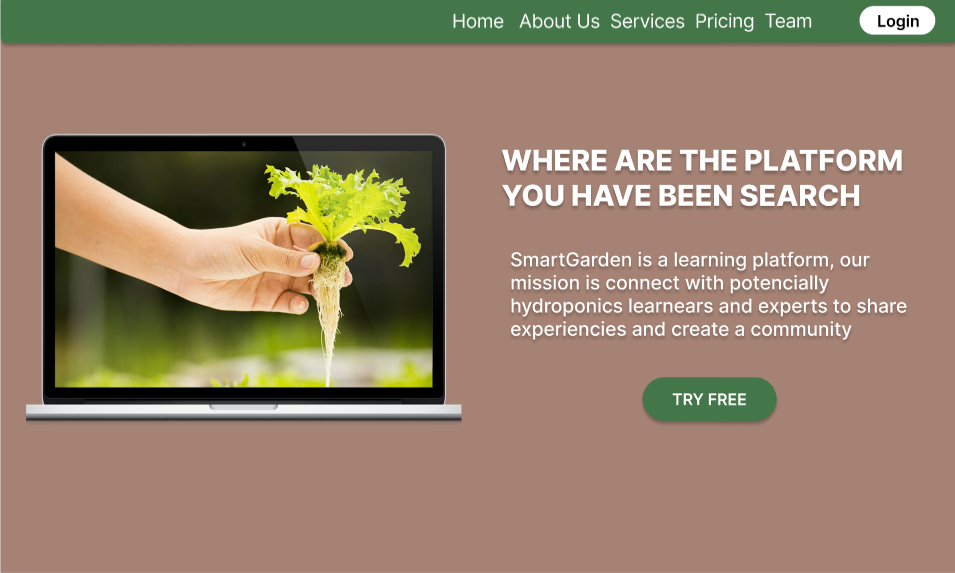 Home About Us Services Pricing Team Login
WHERE ARE THE PLATFORM
YOU HAVE BEEN SEARCH
SmartGarden is a learning platform, our
mission is connect with potencially
hydroponics learnears and experts to share
experiencies and create a community
TRY FREE